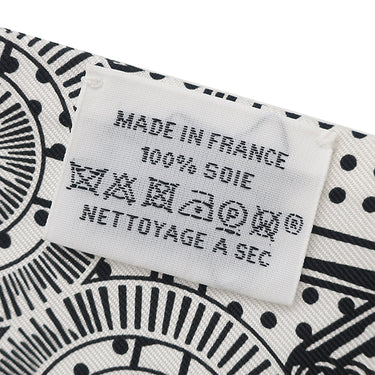 MADE IN FRANCE
100% SOIE
P ®
NETTOYAGE A SEC